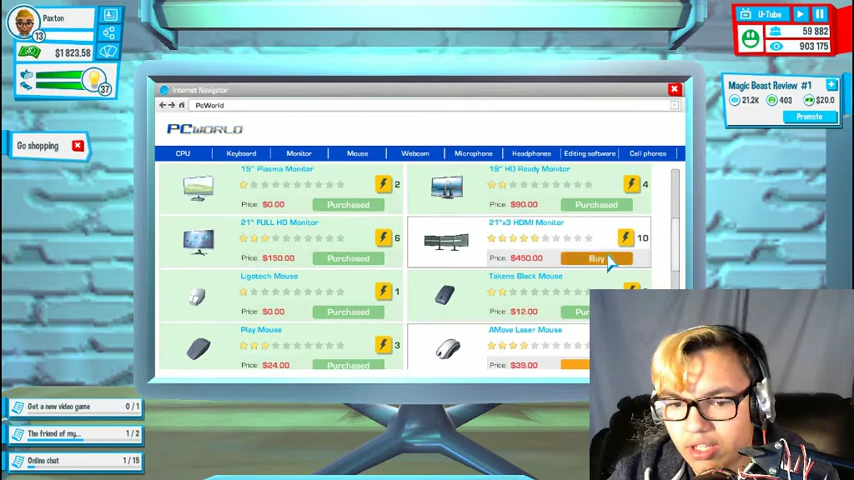 Paxton
13
$1 823.58
37
Go shopping
Get a new video game 0 / 1
The friend of my... 1 / 2
Online chat 1 / 15
Internet Navigator
PcWorld
PCWORLD
CPU Keyboard Monitor Mouse Webcam Microphone Headphones Editing software Cell phones
15" Plasma Monitor
2
Price: $0.00 Purchased
19" HD Ready Monitor
4
Price: $90.00 Purchased
21" FULL HD Monitor
6
Price: $150.00 Purchased
21"x3 HDMI Monitor
10
Price: $450.00 Buy
Ligotech Mouse
1
Price: $0.00 Purchased
Takens Black Mouse
Price: $12.00 Pur
Play Mouse
3
Price: $24.00 Purchased
AMove Laser Mouse
Price: $39.00
U-Tube
59 882
903 175
Magic Beast Review #1
21.2k 403 $20.0
Promote